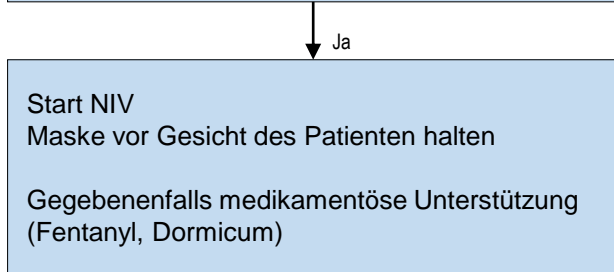 Ja
Start NIV
Maske vor Gesicht des Patienten halten
Gegebenenfalls medikamentöse Unterstützung
(Fentanyl, Dormicum)